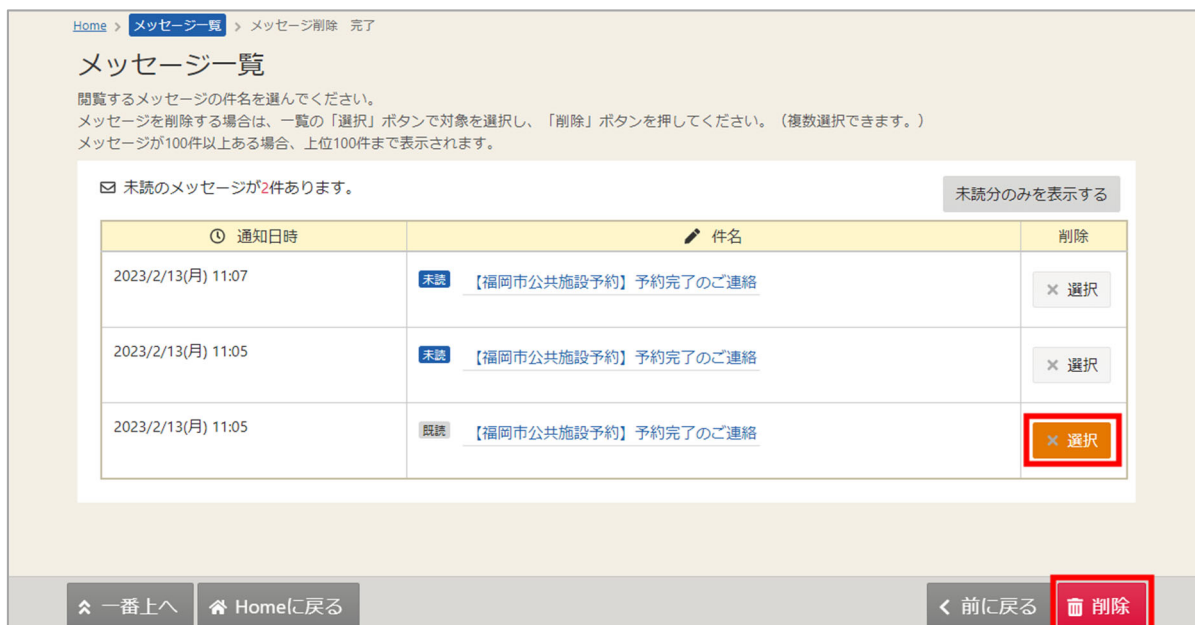 Home > メッセージ一覧 > メッセージ削除 完了
メッセージ一覧
閲覧するメッセージの件名を選んでください。
メッセージを削除する場合は、一覧の「選択」ボタンで対象を選択し、「削除」ボタンを押してください。（複数選択できます。）
メッセージが100件以上ある場合、上位100件まで表示されます。
未読のメッセージが2件あります。
未読分のみを表示する
通知日時 件名 削除
2023/2/13(月) 11:07 未読 【福岡市公共施設予約】予約完了のご連絡 × 選択
2023/2/13(月) 11:05 未読 【福岡市公共施設予約】予約完了のご連絡 × 選択
2023/2/13(月) 11:05 既読 【福岡市公共施設予約】予約完了のご連絡 × 選択
一番上へ Homeに戻る 前に戻る 削除